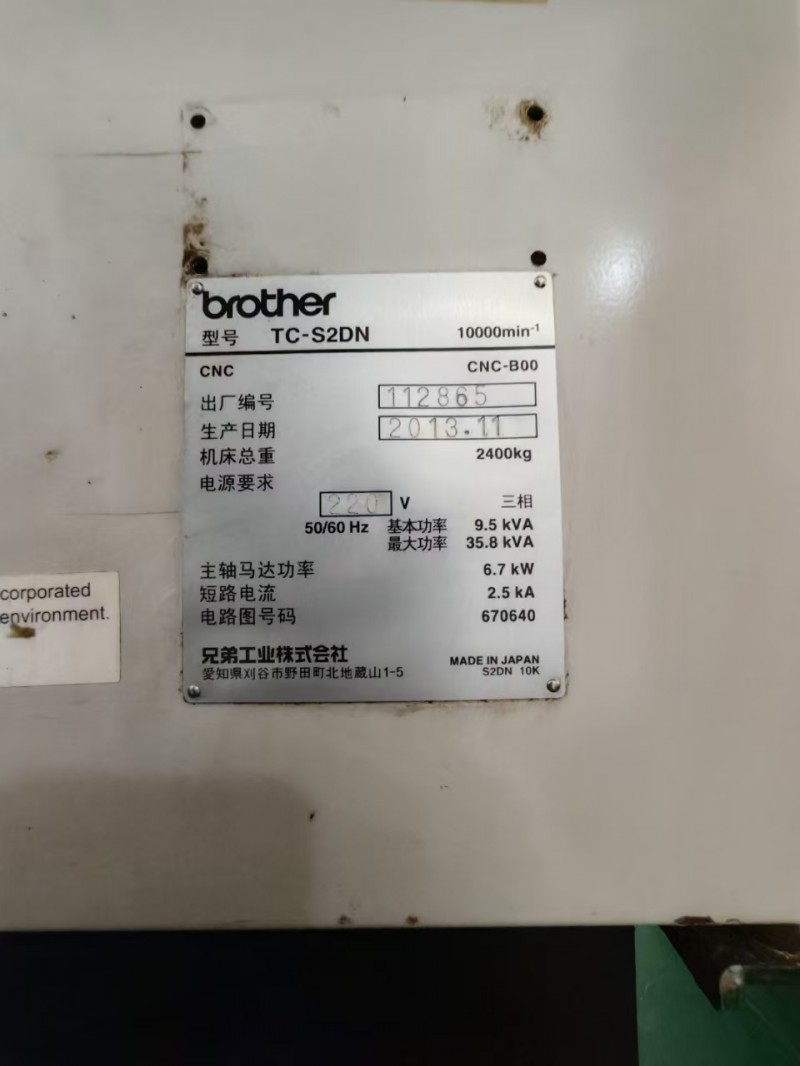 brother
型号 TC-S2DN 10000min⁻¹
CNC CNC-B00
出厂编号 112865
生产日期 2013.11
机床总重 2400kg
电源要求
220 V 三相
50/60 Hz 基本功率 9.5 kVA
最大功率 35.8 kVA
主轴马达功率 6.7 kW
短路电流 2.5 kA
电路图号码 670640
兄弟工业株式会社 MADE IN JAPAN
愛知県刈谷市野田町北地蔵山1-5 S2DN 10K
corporated
environment.